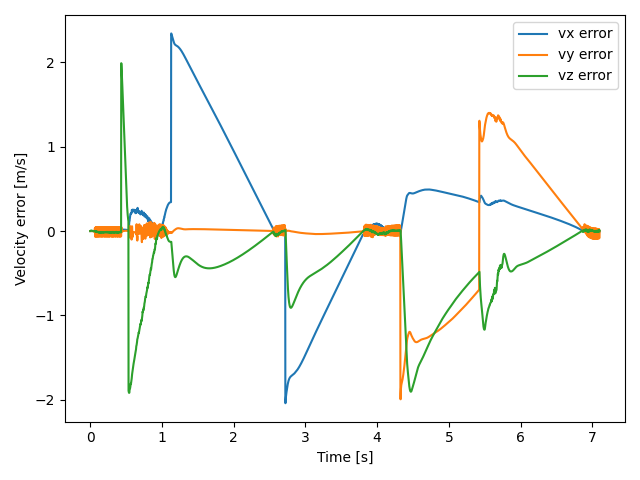 vx error
vy error
vz error
Velocity error [m/s]
2
1
0
−1
−2
0 1 2 3 4 5 6 7
Time [s]